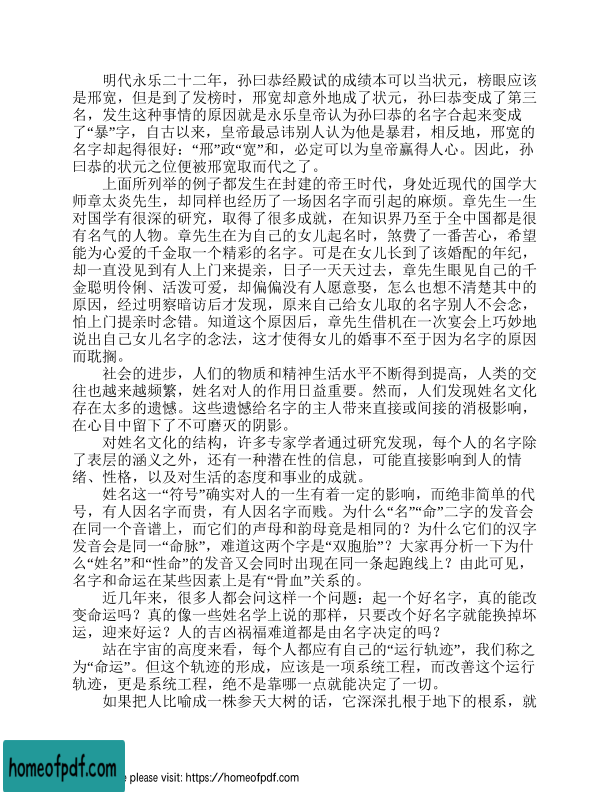 明代永乐二十二年，孙曰恭经殿试的成绩本可以当状元，榜眼应该
是邢宽，但是到了发榜时，邢宽却意外地成了状元，孙曰恭变成了第三
名，发生这种事情的原因就是永乐皇帝认为孙曰恭的名字合起来变成
了“暴”字，自古以来，皇帝最忌讳别人认为他是暴君，相反地，邢宽的
名字却起得很好：“邢”政“宽”和，必定可以为皇帝赢得人心。因此，孙
曰恭的状元之位便被邢宽取而代之了。
上面所列举的例子都发生在封建的帝王时代，身处近现代的国学大
师章太炎先生，却同样也经历了一场因名字而引起的麻烦。章先生一生
对国学有很深的研究，取得了很多成就，在知识界乃至于全中国都是很
有名气的人物。章先生在为自己的女儿起名时，煞费了一番苦心，希望
能为心爱的千金取一个精彩的名字。可是在女儿长到了该婚配的年纪，
却一直没见到有人上门来提亲，日子一天天过去，章先生眼见自己的千
金聪明伶俐、活泼可爱，却偏偏没有人愿意娶，怎么也想不清楚其中的
原因，经过明察暗访后才发现，原来自己给女儿取的名字别人不会念，
怕上门提亲时念错。知道这个原因后，章先生借机在一次宴会上巧妙地
说出自己女儿名字的念法，这才使得女儿的婚事不至于因为名字的原因
而耽搁。
社会的进步，人们的物质和精神生活水平不断得到提高，人类的交
往也越来越频繁，姓名对人的作用日益重要。然而，人们发现姓名文化
存在太多的遗憾。这些遗憾给名字的主人带来直接或间接的消极影响，
在心目中留下了不可磨灭的阴影。
对姓名文化的结构，许多专家学者通过研究发现，每个人的名字除
了表层的涵义之外，还有一种潜在性的信息，可能直接影响到人的情
绪、性格，以及对生活的态度和事业的成就。
姓名这一“符号”确实对人的一生有着一定的影响，而绝非简单的代
号，有人因名字而贵，有人因名字而贱。为什么“名”“命”二字的发音会
在同一个音谱上，而它们的声母和韵母竟是相同的？为什么它们的汉字
发音会是同一“命脉”，难道这两个字是“双胞胎”？大家再分析一下为什
么“姓名”和“性命”的发音又会同时出现在同一条起跑线上？由此可见，
名字和命运在某些因素上是有“骨血”关系的。
近几年来，很多人都会问这样一个问题：起一个好名字，真的能改
变命运吗？真的像一些姓名学上说的那样，只要改个好名字就能换掉坏
运，迎来好运？人的吉凶祸福难道都是由名字决定的吗？
站在宇宙的高度来看，每个人都应有自己的“运行轨迹”，我们称之
为“命运”。但这个轨迹的形成，应该是一项系统工程，而改善这个运行
轨迹，更是系统工程，绝不是靠哪一点就能决定了一切。
如果把人比喻成一株参天大树的话，它深深扎根于地下的根系，就
homeofpdf.com
e please visit: https://homeofpdf.com